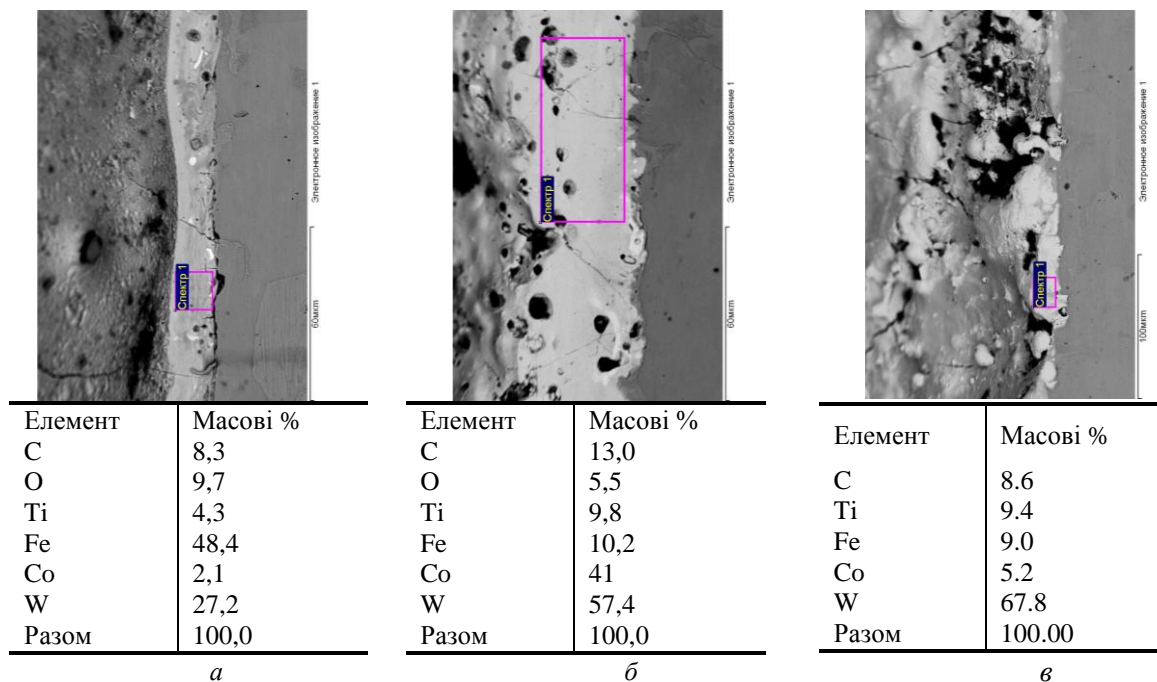 Спектр 1
Электронное изображение 1
60мкм
Спектр 1
Электронное изображение 1
60мкм
Спектр 1
Электронное изображение 1
100мкм
Елемент Масові %
C 8,3
O 9,7
Ti 4,3
Fe 48,4
Co 2,1
W 27,2
Разом 100,0
а
Елемент Масові %
C 13,0
O 5,5
Ti 9,8
Fe 10,2
Co 41
W 57,4
Разом 100,0
б
Елемент Масові %
C 8.6
Ti 9.4
Fe 9.0
Co 5.2
W 67.8
Разом 100.00
в